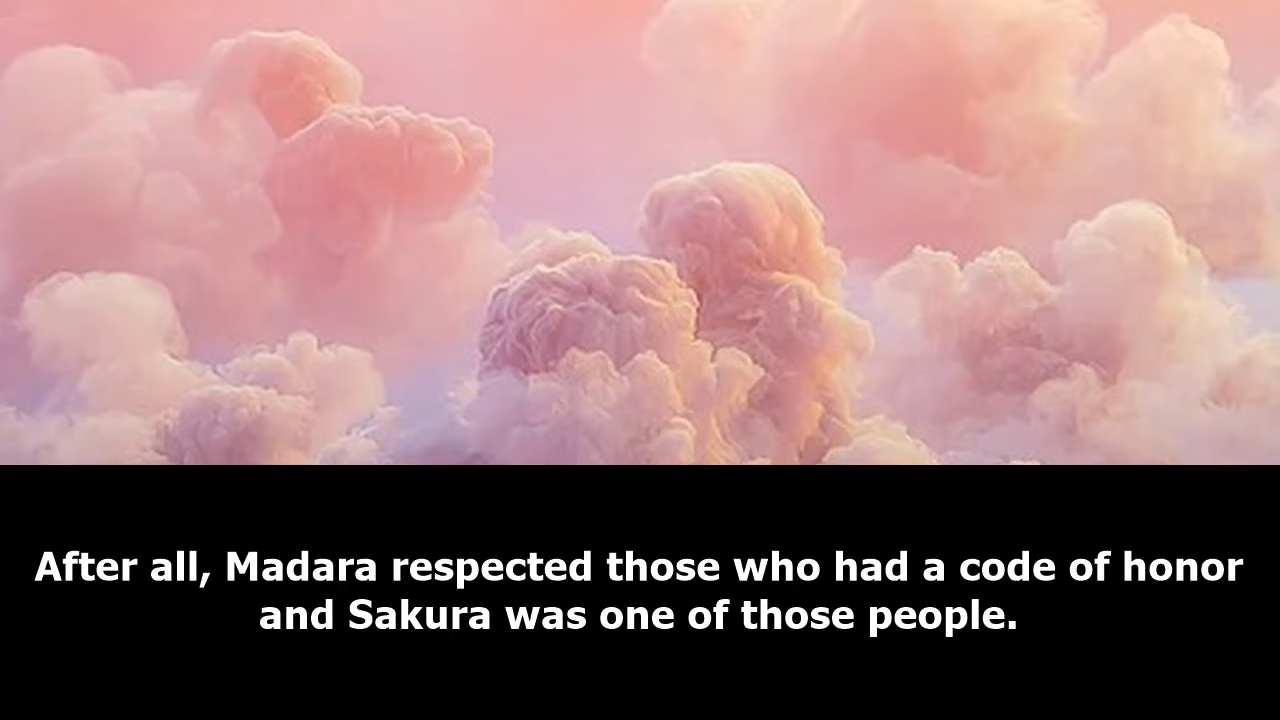 After all, Madara respected those who had a code of honor
and Sakura was one of those people.